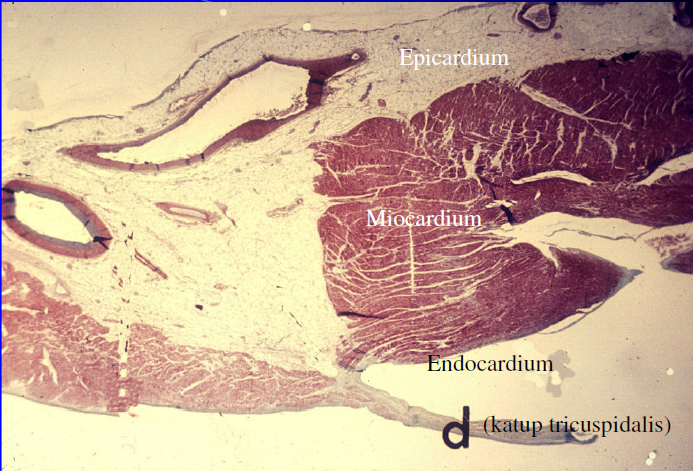 Epicardium
Miocardium
Endocardium
d (katup tricuspidalis)